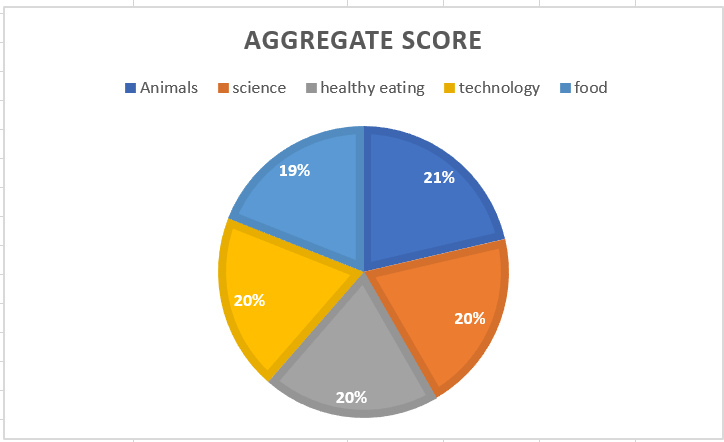 AGGREGATE SCORE
Animals science healthy eating technology food
19%
21%
20%
20%
20%